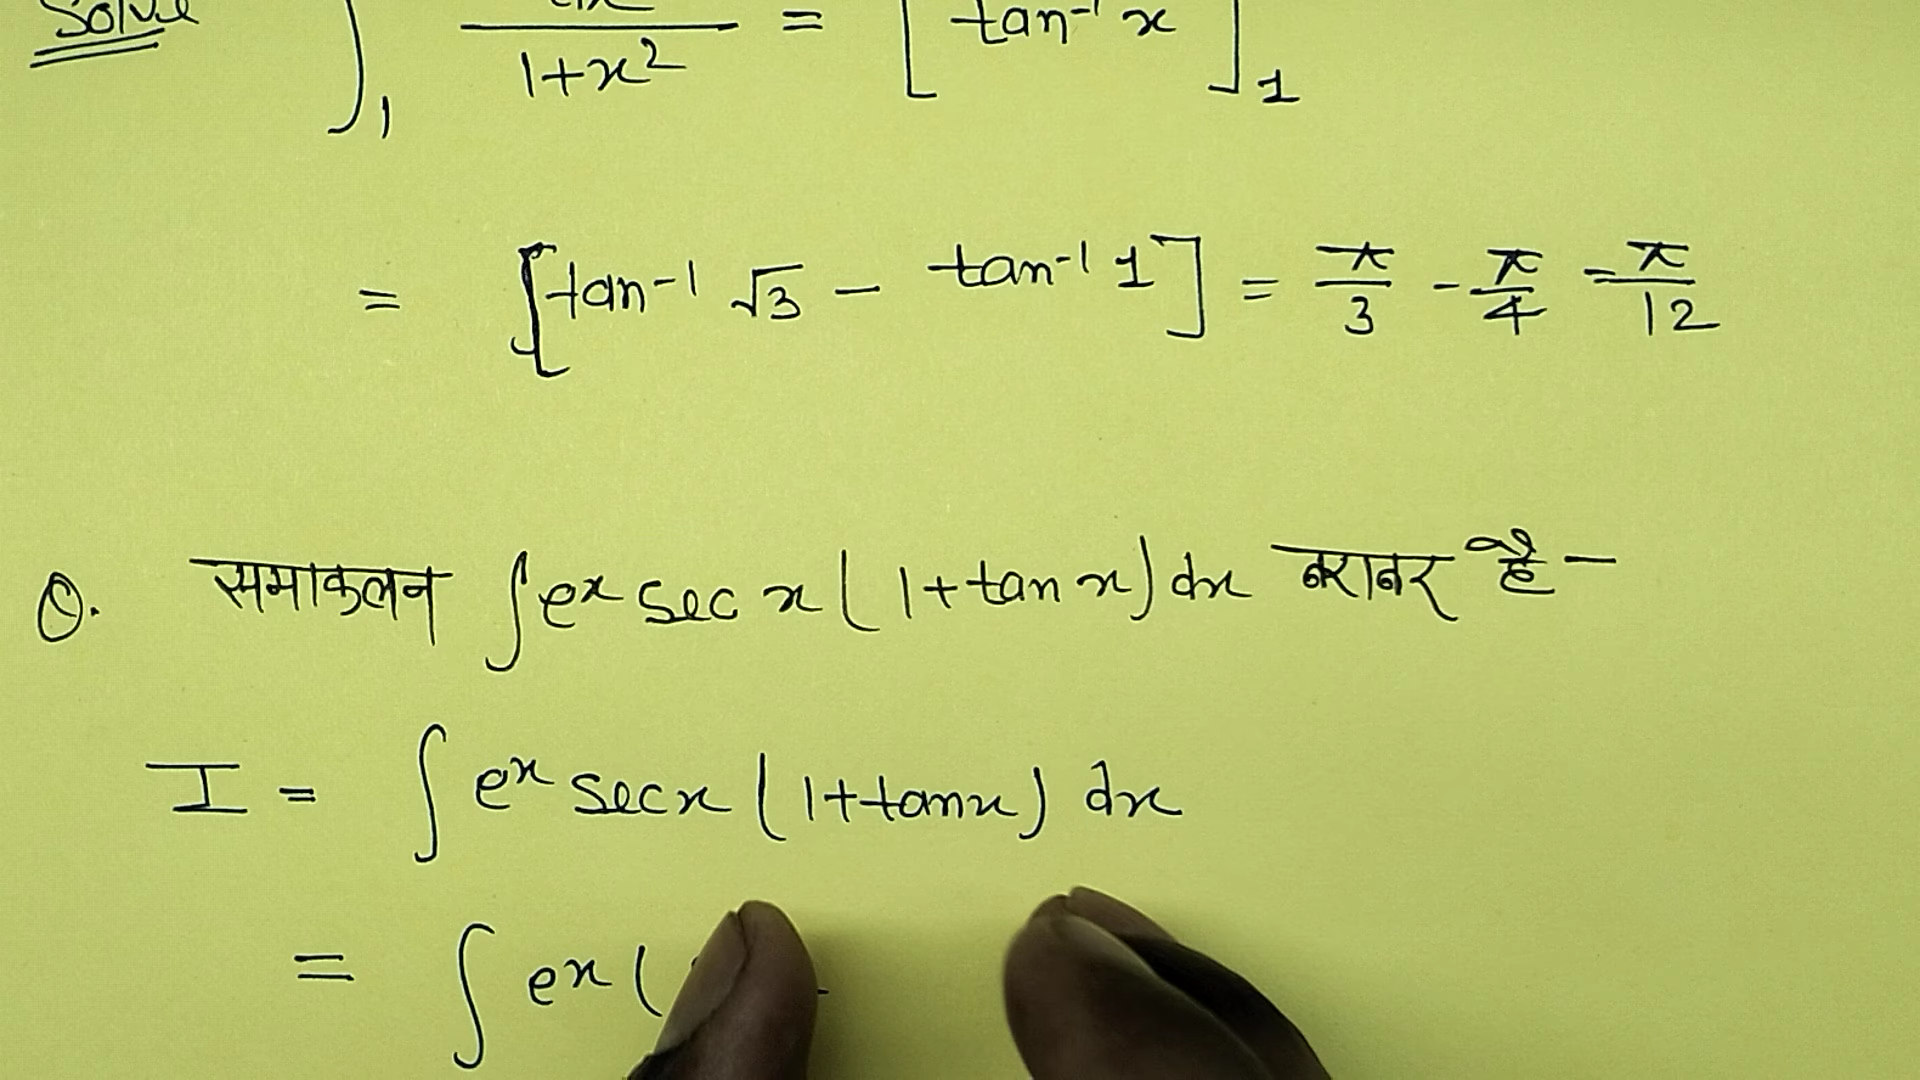 Solve ∫₁ dx/1+x² = [tan⁻¹ x]₁
= [tan⁻¹ √3 − tan⁻¹ 1] = π/3 − π/4 = π/12
Q. समाकलन ∫eˣ sec x (1+tan x) dx बराबर है −
I = ∫ eˣ sec x (1+tanx) dx
= ∫ eˣ (